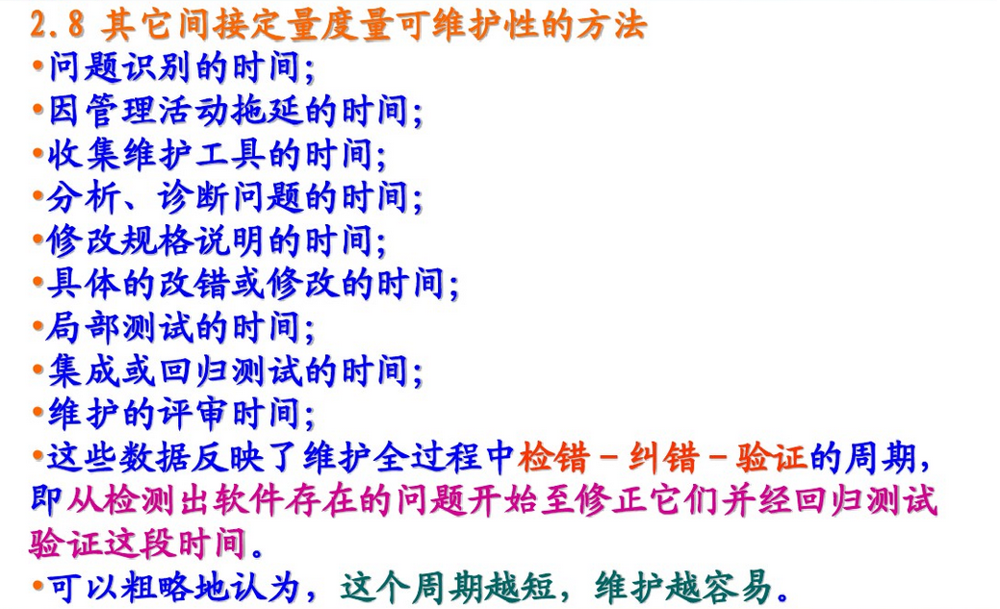 2.8 其它间接定量度量可维护性的方法
•问题识别的时间；
•因管理活动拖延的时间；
•收集维护工具的时间；
•分析、诊断问题的时间；
•修改规格说明的时间；
•具体的改错或修改的时间；
•局部测试的时间；
•集成或回归测试的时间；
•维护的评审时间；
•这些数据反映了维护全过程中检错－纠错－验证的周期，
即从检测出软件存在的问题开始至修正它们并经回归测试
验证这段时间。
•可以粗略地认为，这个周期越短，维护越容易。